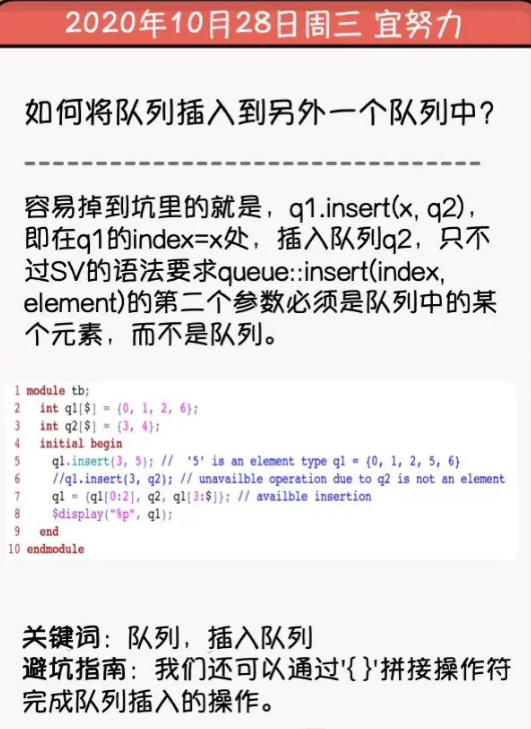 2020年10月28日周三 宜努力
如何将队列插入到另外一个队列中?
--------------------------------
容易掉到坑里的就是，q1.insert(x, q2)，
即在q1的index=x处，插入队列q2，只不
过SV的语法要求queue::insert(index,
element)的第二个参数必须是队列中的某
个元素，而不是队列。
1 module tb;
2 int q1[$] = {0, 1, 2, 6};
3 int q2[$] = {3, 4};
4 initial begin
5 q1.insert(3, 5); // '5' is an element type q1 = {0, 1, 2, 5, 6}
6 //q1.insert(3, q2); // unavailble operation due to q2 is not an element
7 q1 = {q1[0:2], q2, q1[3:$]}; // availble insertion
8 $display("%p", q1);
9 end
10 endmodule
关键词：队列，插入队列
避坑指南：我们还可以通过'{ }'拼接操作符
完成队列插入的操作。